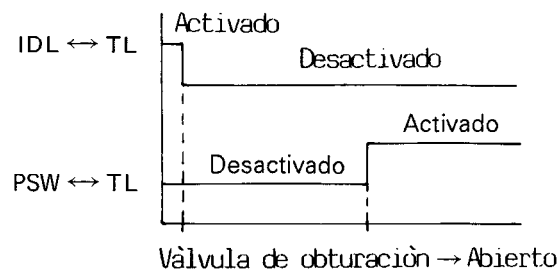 Activado
IDL ↔ TL
Desactivado
Activado
Desactivado
PSW ↔ TL
Vàlvula de obturaciòn → Abierto